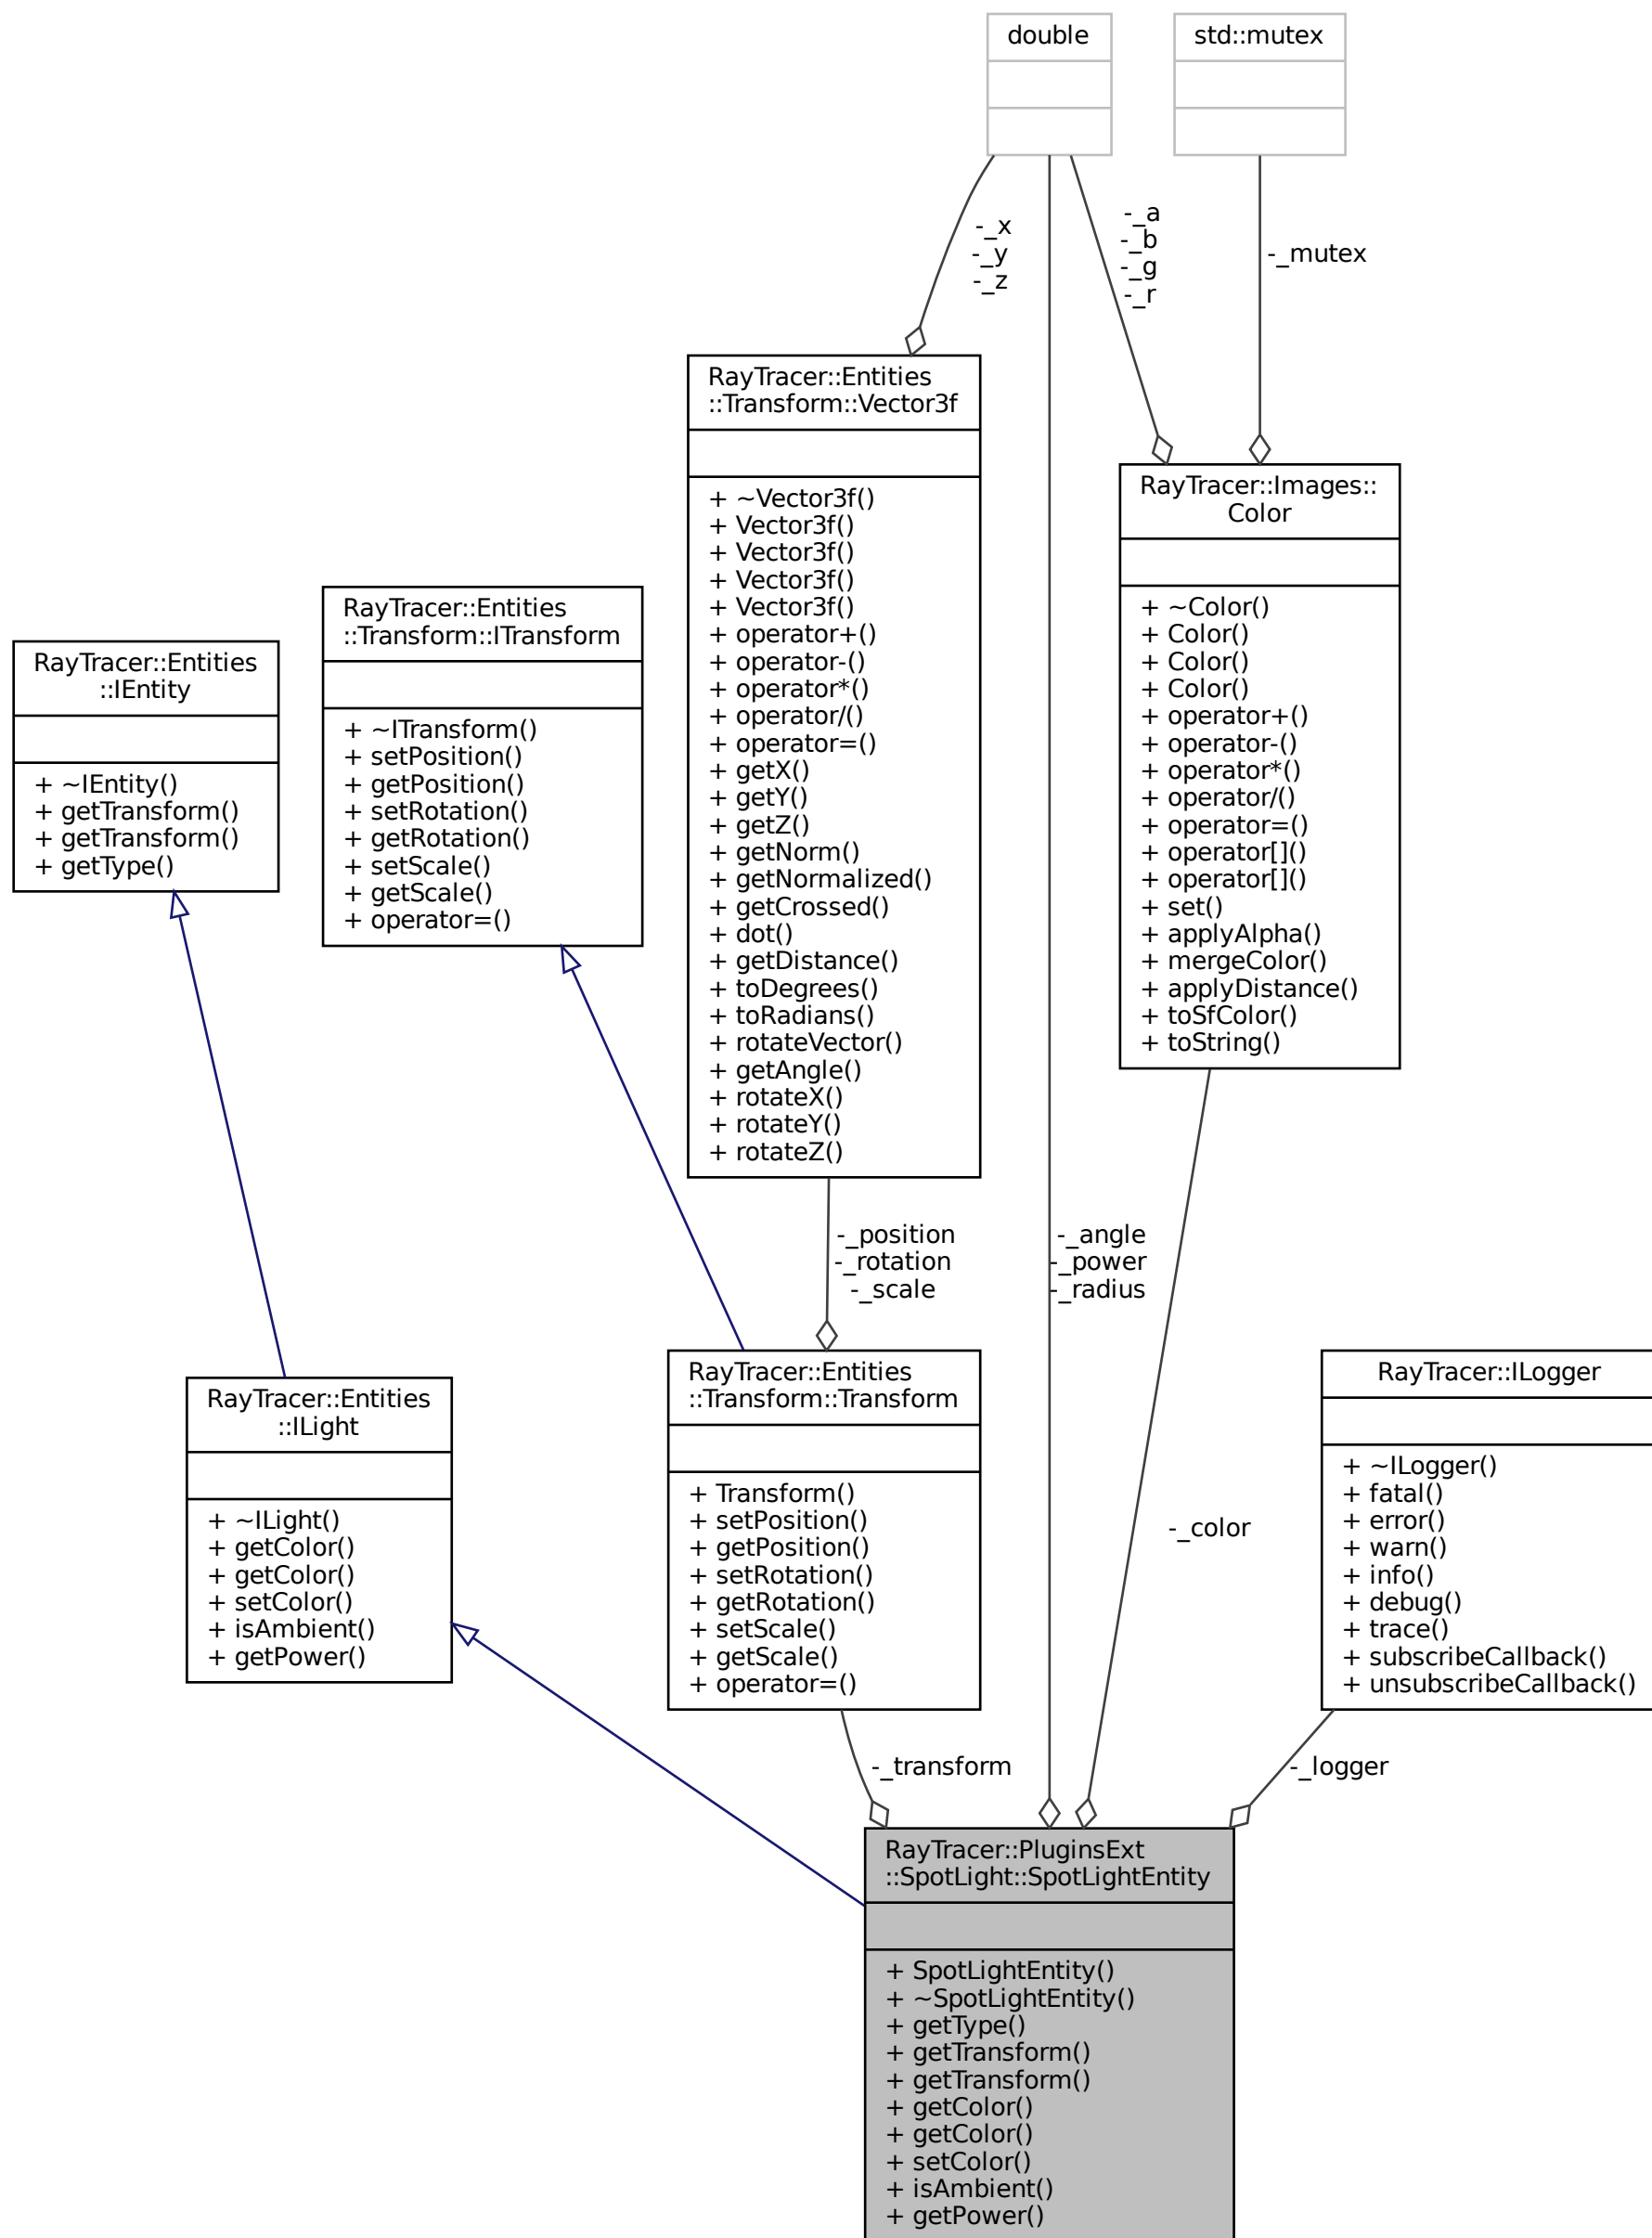 double
std::mutex
-_x
-_y
-_z
-_a
-_b
-_g
-_r
-_mutex
RayTracer::Entities
::Transform::Vector3f
+ ~Vector3f()
+ Vector3f()
+ Vector3f()
+ Vector3f()
+ Vector3f()
+ operator+()
+ operator-()
+ operator*()
+ operator/()
+ operator=()
+ getX()
+ getY()
+ getZ()
+ getNorm()
+ getNormalized()
+ getCrossed()
+ dot()
+ getDistance()
+ toDegrees()
+ toRadians()
+ rotateVector()
+ getAngle()
+ rotateX()
+ rotateY()
+ rotateZ()
RayTracer::Images::
Color
+ ~Color()
+ Color()
+ Color()
+ Color()
+ operator+()
+ operator-()
+ operator*()
+ operator/()
+ operator=()
+ operator[]()
+ operator[]()
+ set()
+ applyAlpha()
+ mergeColor()
+ applyDistance()
+ toSfColor()
+ toString()
RayTracer::Entities
::Transform::ITransform
+ ~ITransform()
+ setPosition()
+ getPosition()
+ setRotation()
+ getRotation()
+ setScale()
+ getScale()
+ operator=()
RayTracer::Entities
::IEntity
+ ~IEntity()
+ getTransform()
+ getTransform()
+ getType()
-_position
-_rotation
-_scale
-_angle
-_power
-_radius
RayTracer::Entities
::ILight
+ ~ILight()
+ getColor()
+ getColor()
+ setColor()
+ isAmbient()
+ getPower()
RayTracer::Entities
::Transform::Transform
+ Transform()
+ setPosition()
+ getPosition()
+ setRotation()
+ getRotation()
+ setScale()
+ getScale()
+ operator=()
-_color
RayTracer::ILogger
+ ~ILogger()
+ fatal()
+ error()
+ warn()
+ info()
+ debug()
+ trace()
+ subscribeCallback()
+ unsubscribeCallback()
-_transform
-_logger
RayTracer::PluginsExt
::SpotLight::SpotLightEntity
+ SpotLightEntity()
+ ~SpotLightEntity()
+ getType()
+ getTransform()
+ getTransform()
+ getColor()
+ getColor()
+ setColor()
+ isAmbient()
+ getPower()